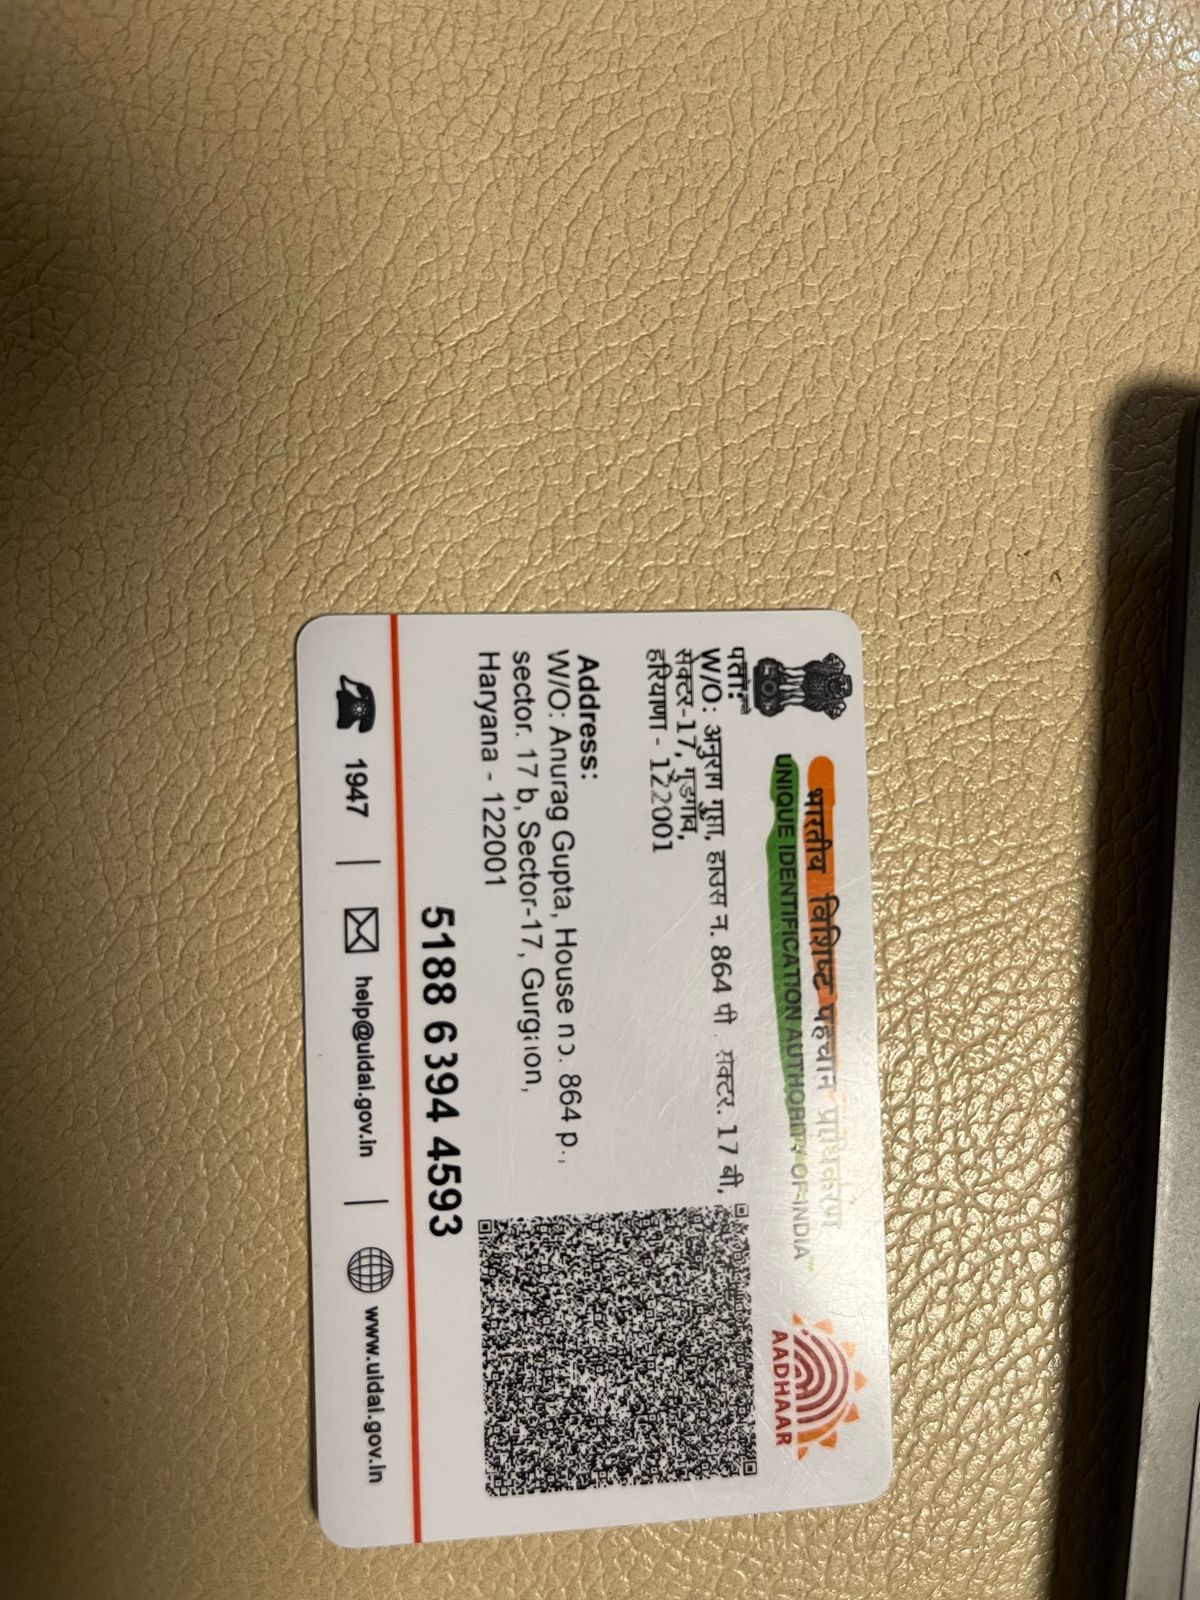 भारतीय विशिष्ट पहचान प्राधिकरण
UNIQUE IDENTIFICATION AUTHORITY OF INDIA
AADHAAR
पता:
W/O: अनुराग गुप्ता, हाउस न. 864 पी., सेक्टर. 17 बी,
सेक्टर-17, गुडगांव,
हरियाणा - 122001
Address:
W/O: Anurag Gupta, House no. 864 p.,
sector. 17 b, Sector-17, Gurgaon,
Haryana - 122001
5188 6394 4593
1947 | help@uidai.gov.in | www.uidai.gov.in